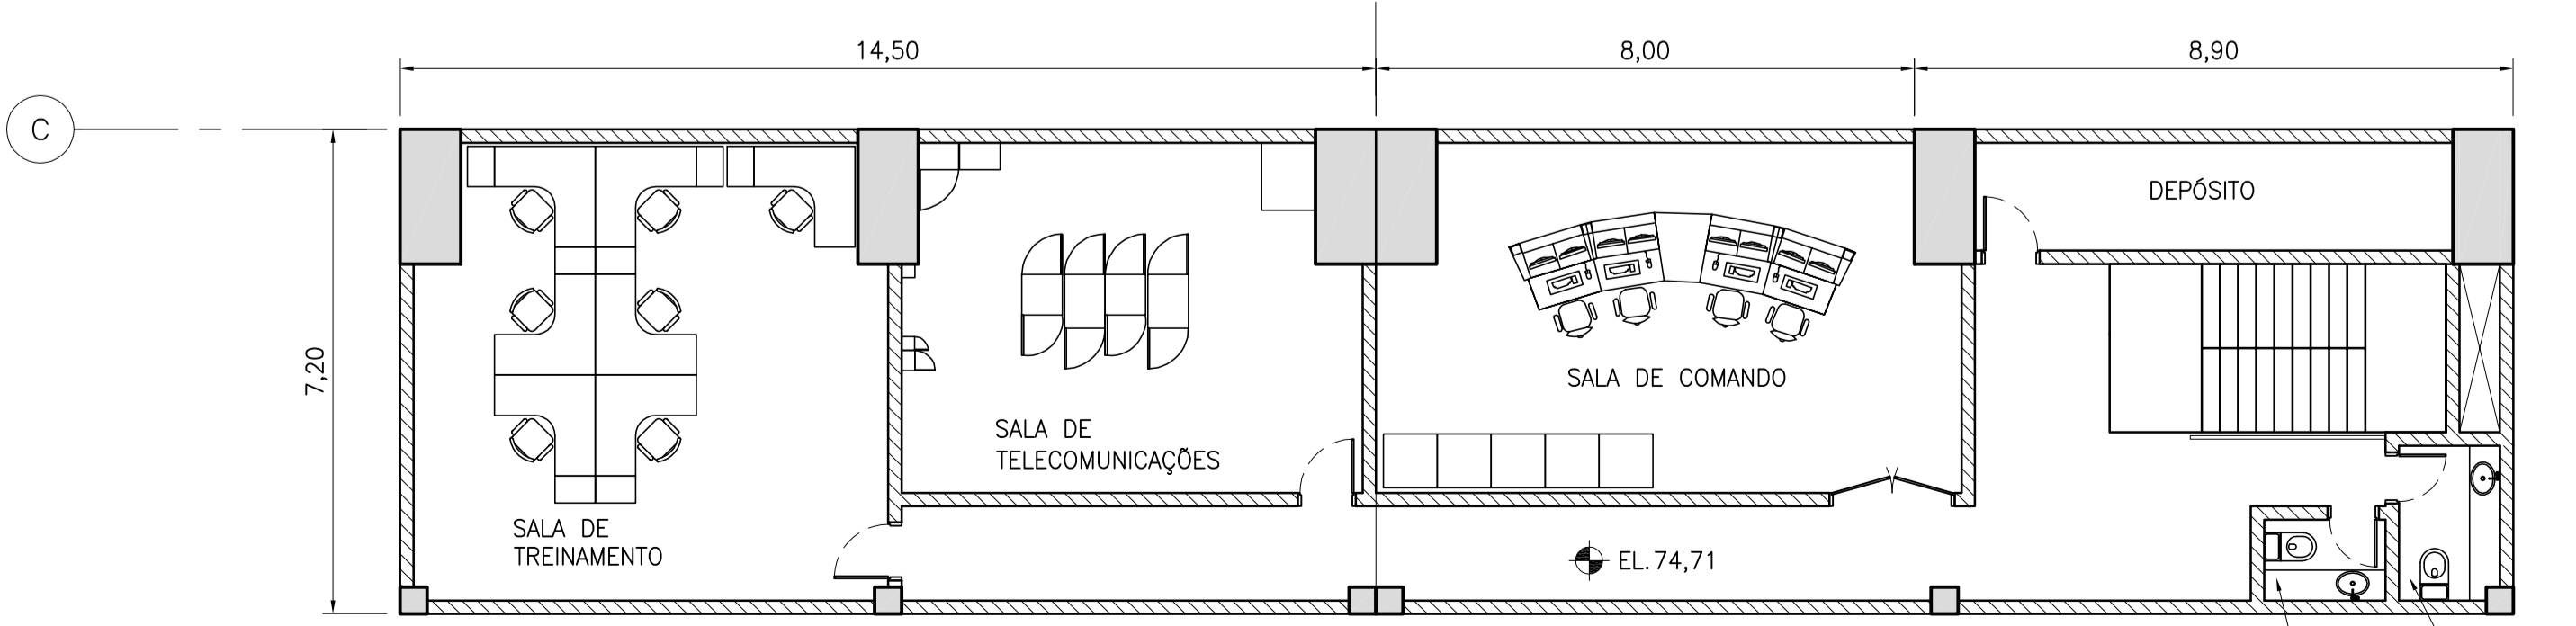 14,50
8,00
8,90
C
DEPÓSITO
7,20
SALA DE COMANDO
SALA DE
TELECOMUNICAÇÕES
SALA DE
TREINAMENTO
EL.74,71